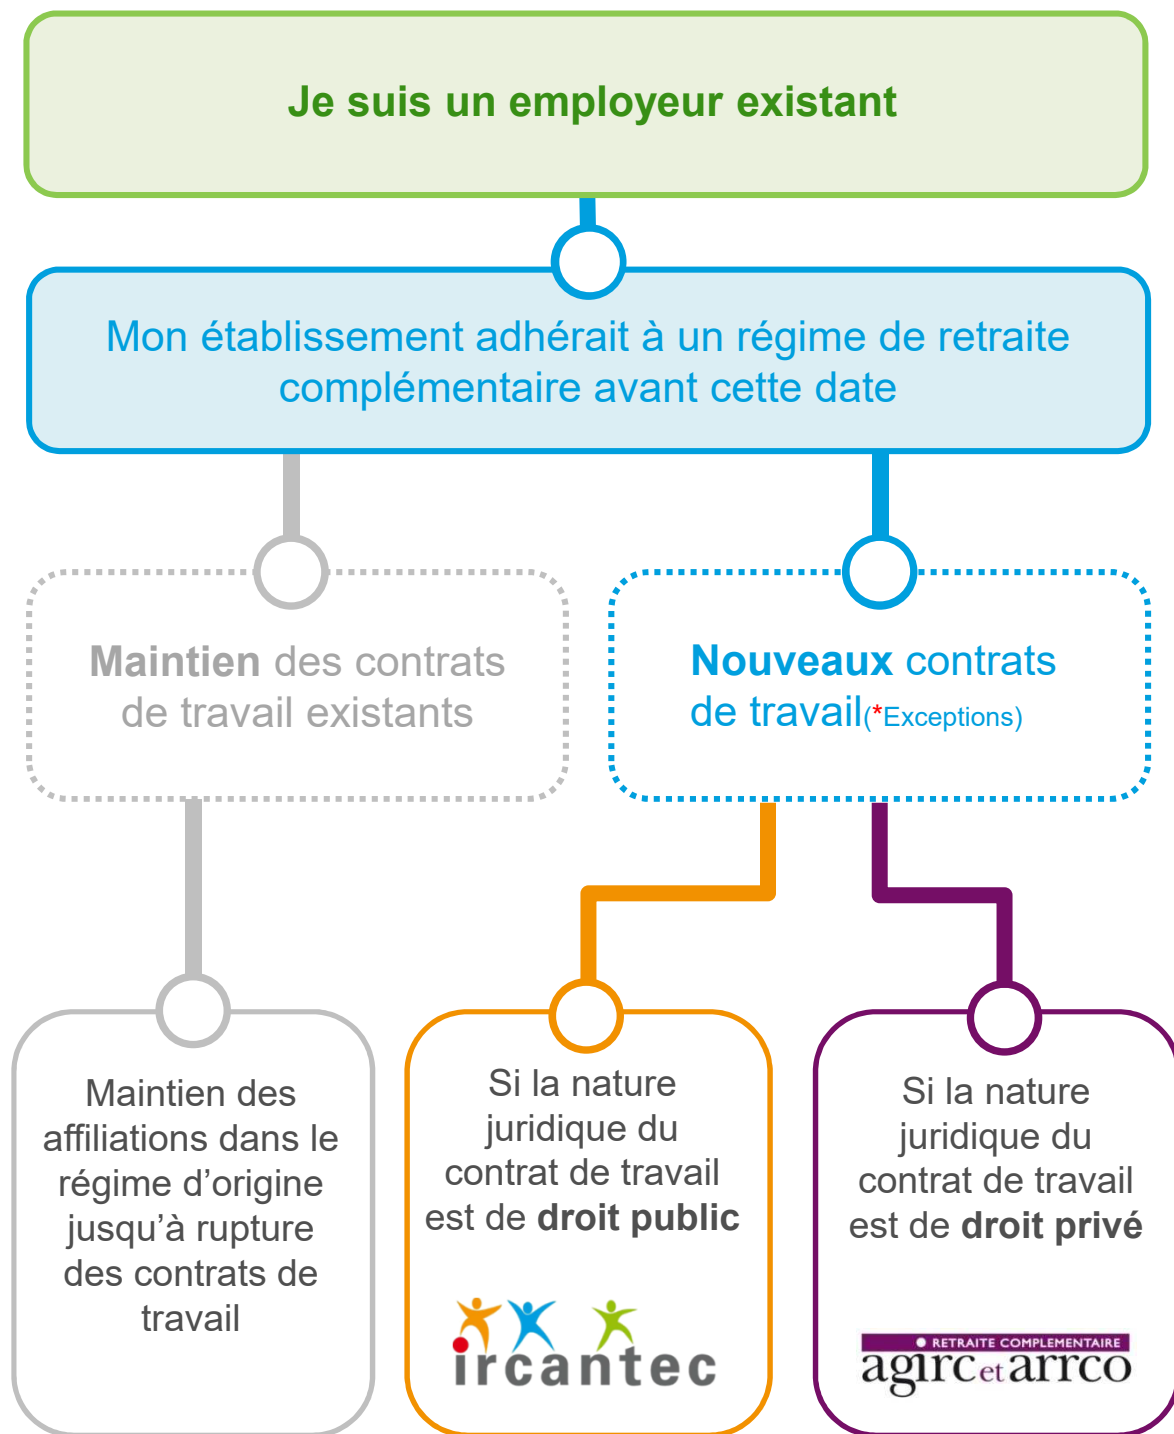 Je suis un employeur existant
Mon établissement adhérait à un régime de retraite
complémentaire avant cette date
Maintien des contrats
de travail existants
Nouveaux contrats
de travail(*Exceptions)
Maintien des
affiliations dans le
régime d’origine
jusqu’à rupture
des contrats de
travail
Si la nature
juridique du
contrat de travail
est de droit public
ircantec
Si la nature
juridique du
contrat de travail
est de droit privé
RETRAITE COMPLEMENTAIRE
agirc et arrco